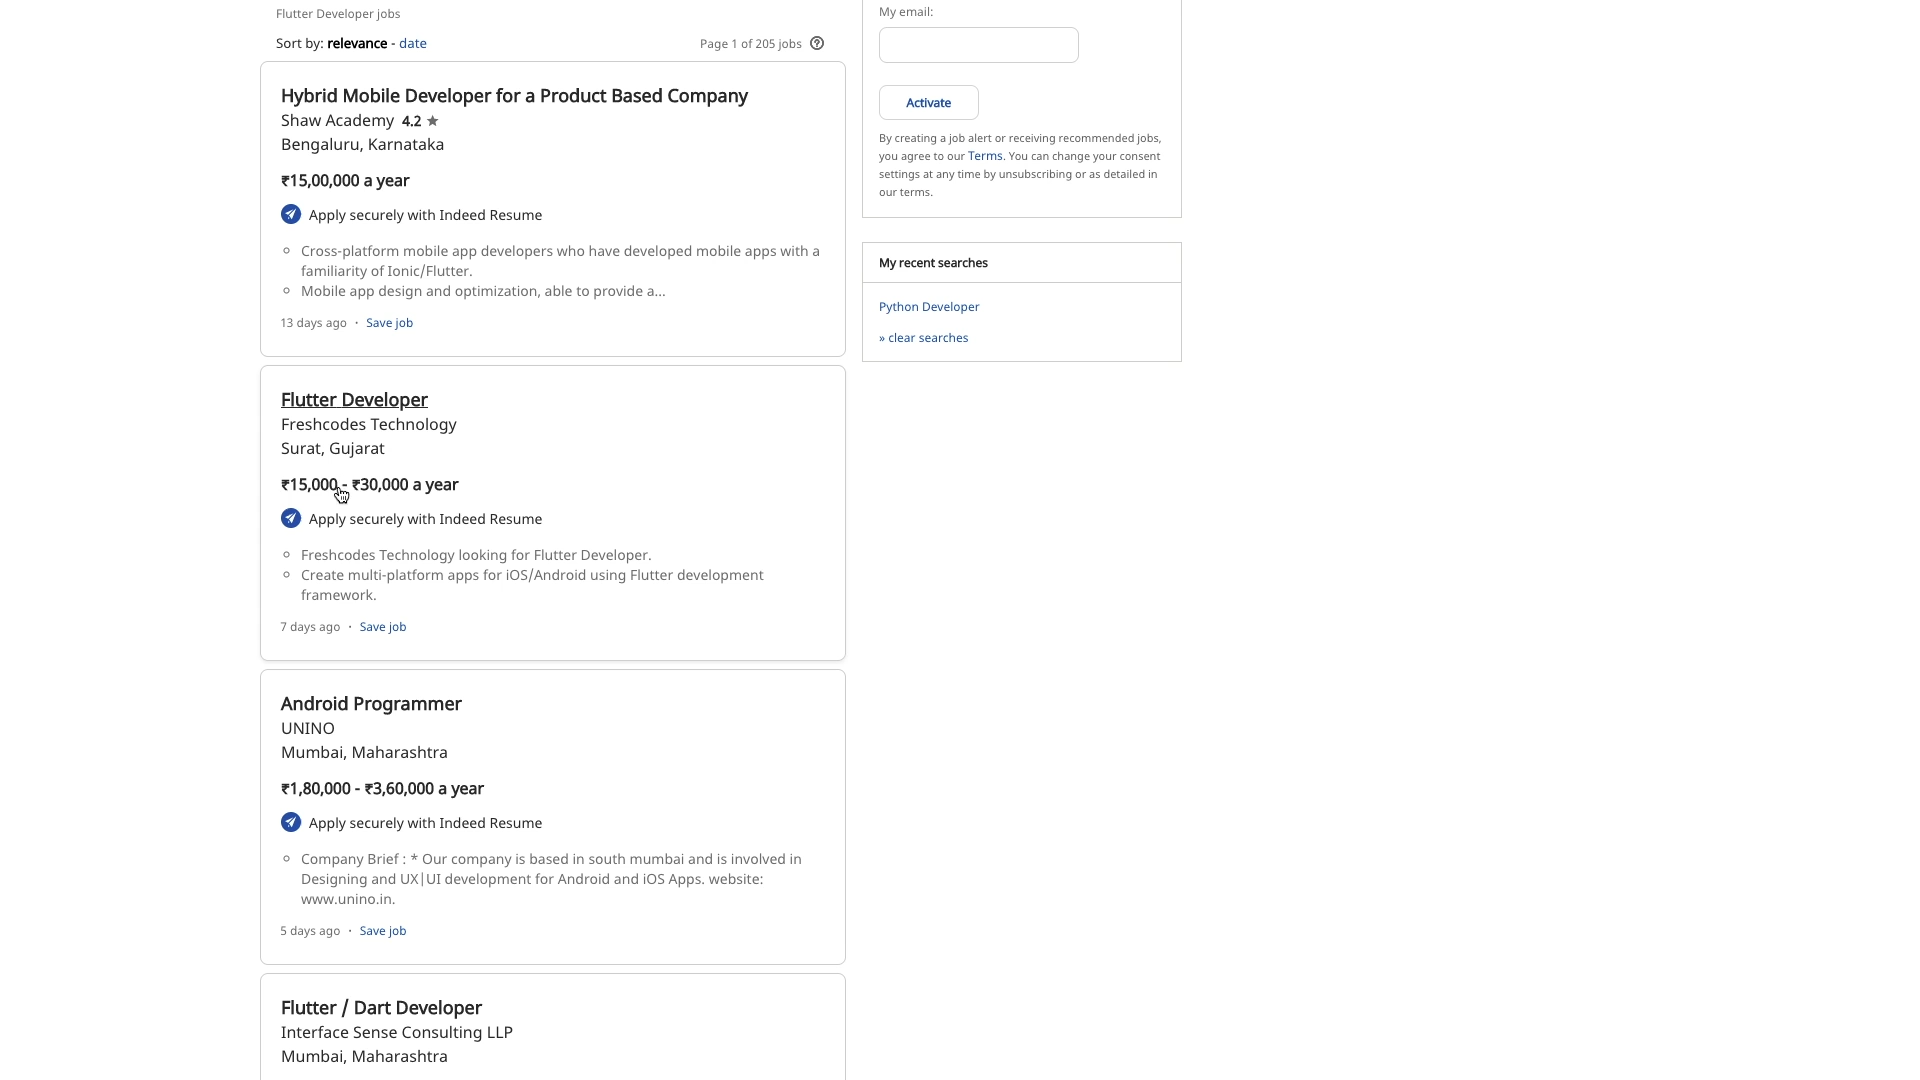 Flutter Developer jobs
Sort by: relevance - date
Page 1 of 205 jobs
Hybrid Mobile Developer for a Product Based Company
Shaw Academy 4.2 ★
Bengaluru, Karnataka
₹15,00,000 a year
Apply securely with Indeed Resume
Cross-platform mobile app developers who have developed mobile apps with a
familiarity of Ionic/Flutter.
Mobile app design and optimization, able to provide a...
13 days ago · Save job
Flutter Developer
Freshcodes Technology
Surat, Gujarat
₹15,000 - ₹30,000 a year
Apply securely with Indeed Resume
Freshcodes Technology looking for Flutter Developer.
Create multi-platform apps for iOS/Android using Flutter development
framework.
7 days ago · Save job
Android Programmer
UNINO
Mumbai, Maharashtra
₹1,80,000 - ₹3,60,000 a year
Apply securely with Indeed Resume
Company Brief : * Our company is based in south mumbai and is involved in
Designing and UX|UI development for Android and iOS Apps. website:
www.unino.in.
5 days ago · Save job
Flutter / Dart Developer
Interface Sense Consulting LLP
Mumbai, Maharashtra
My email:
Activate
By creating a job alert or receiving recommended jobs,
you agree to our Terms. You can change your consent
settings at any time by unsubscribing or as detailed in
our terms.
My recent searches
Python Developer
» clear searches